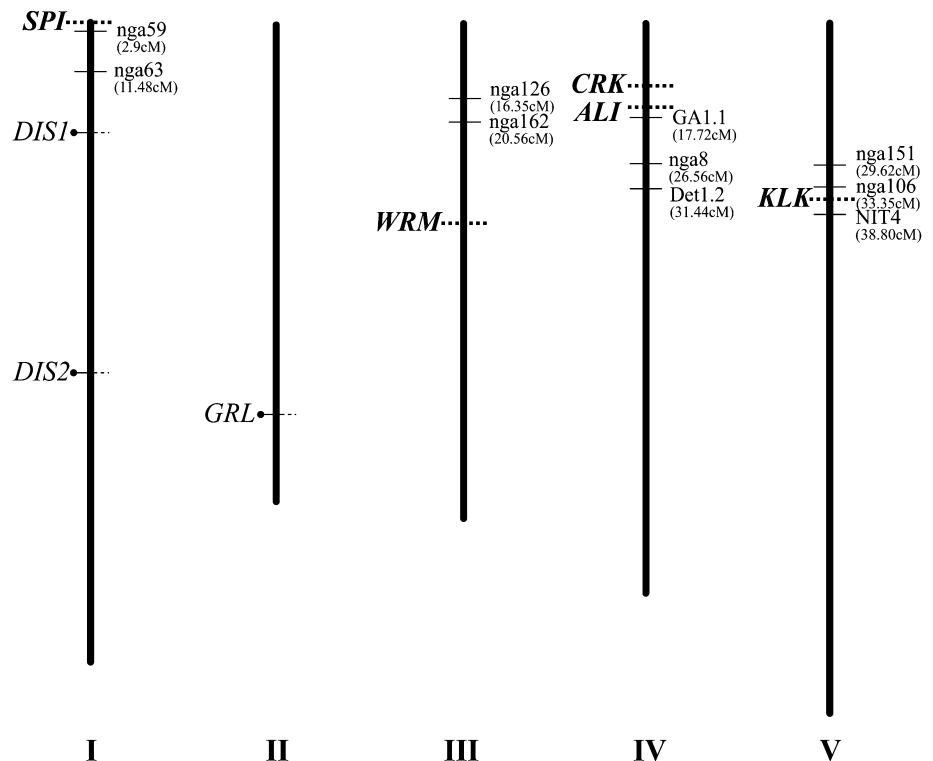 SPI
nga59
(2.9cM)
nga63
(11.48cM)
DIS1
DIS2
GRL
nga126
(16.35cM)
nga162
(20.56cM)
WRM
CRK
ALI
GA1.1
(17.72cM)
nga8
(26.56cM)
Det1.2
(31.44cM)
nga151
(29.62cM)
nga106
KLK
(33.35cM)
NIT4
(38.80cM)
I
II
III
IV
V